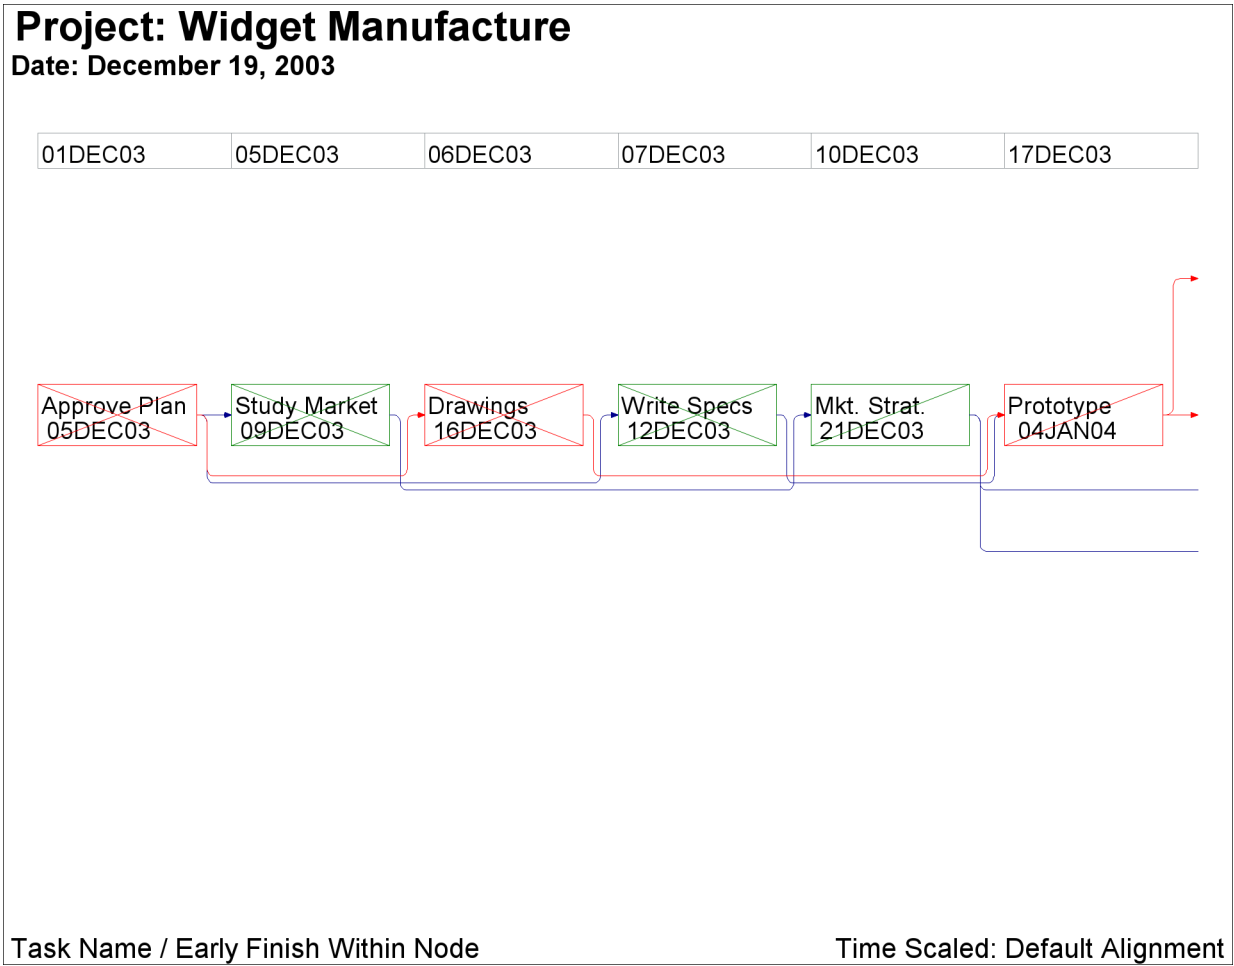 Project: Widget Manufacture
Date: December 19, 2003
01DEC03 05DEC03 06DEC03 07DEC03 10DEC03 17DEC03
Approve Plan Study Market Drawings Write Specs Mkt. Strat. Prototype
05DEC03 09DEC03 16DEC03 12DEC03 21DEC03 04JAN04
Task Name / Early Finish Within Node Time Scaled: Default Alignment